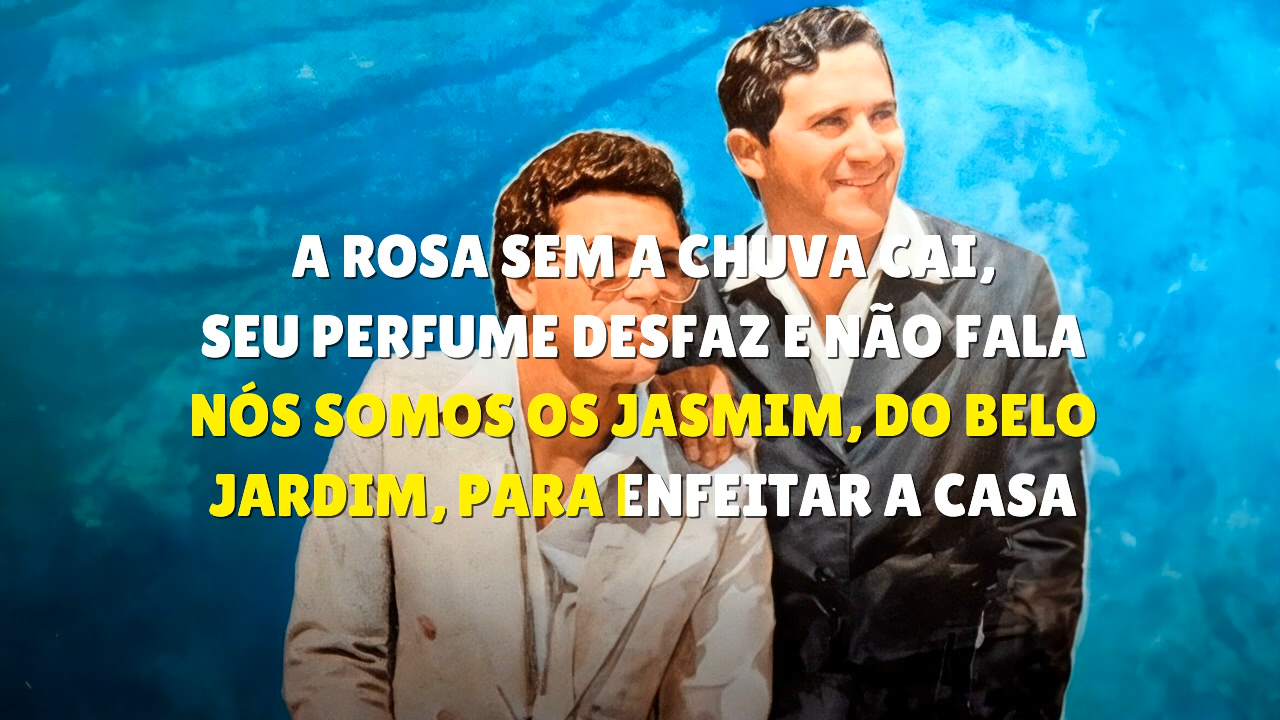 A ROSA SEM A CHUVA CAI,
SEU PERFUME DESFAZ E NÃO FALA
NÓS SOMOS OS JASMIM, DO BELO
JARDIM, PARA ENFEITAR A CASA